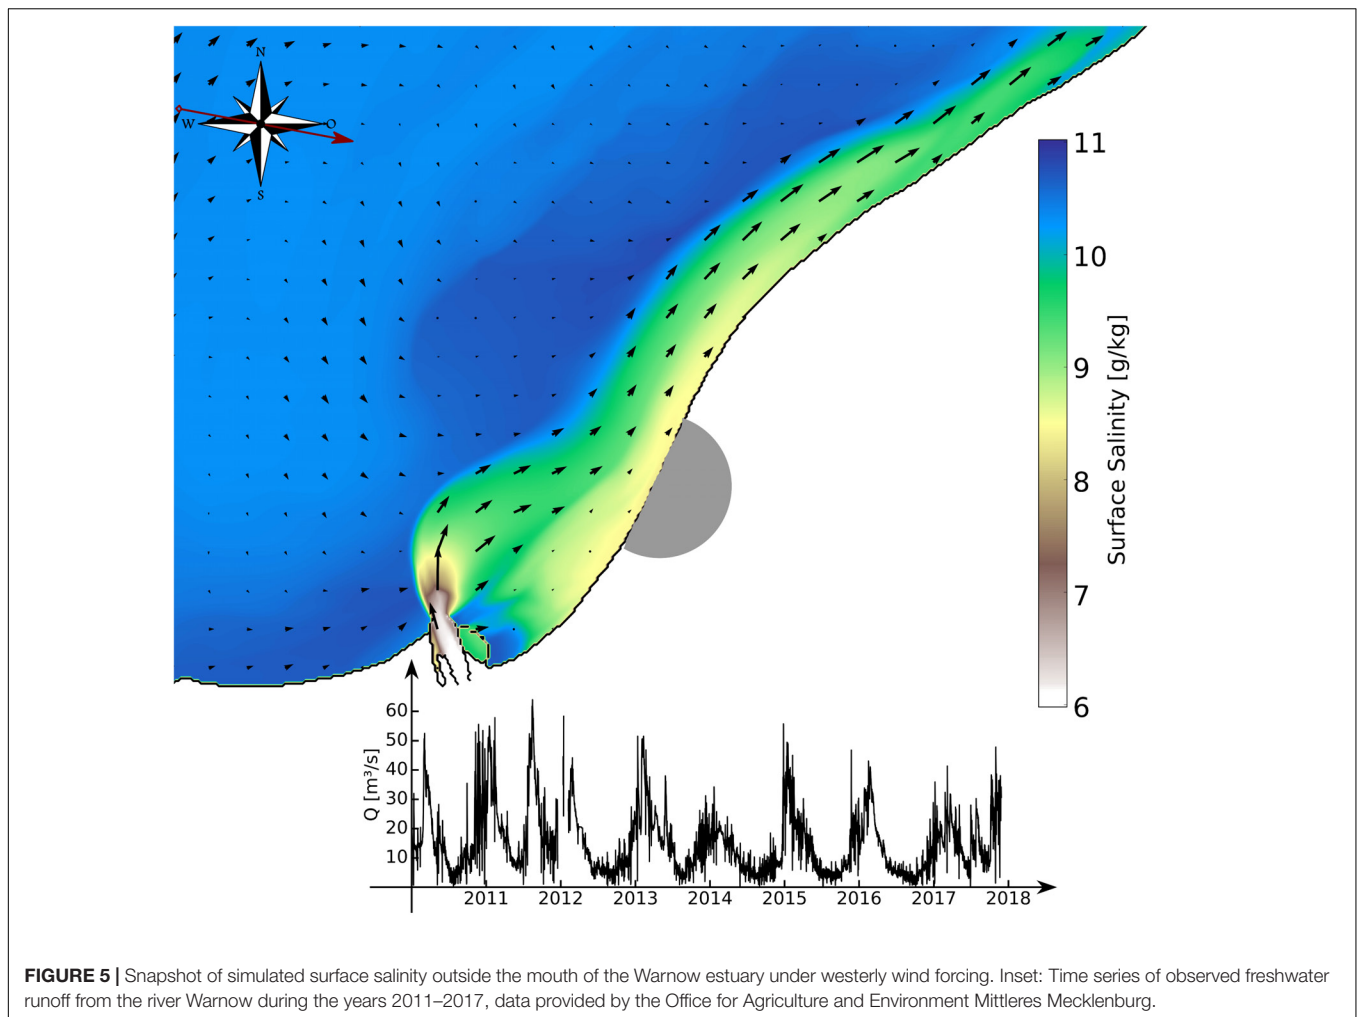 N
W
O
S
11
10
9
8
7
6
Surface Salinity [g/kg]
60
50
40
30
20
10
Q [m³/s]
2011 2012 2013 2014 2015 2016 2017 2018
FIGURE 5 | Snapshot of simulated surface salinity outside the mouth of the Warnow estuary under westerly wind forcing. Inset: Time series of observed freshwater
runoff from the river Warnow during the years 2011–2017, data provided by the Office for Agriculture and Environment Mittleres Mecklenburg.